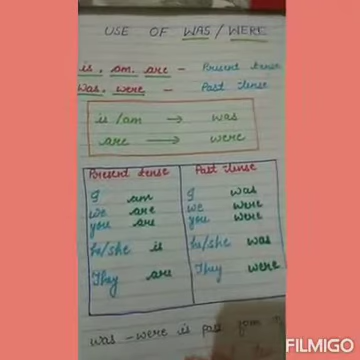 USE OF WAS / WERE
is, am, are - Present tense
Was, were - Past tense
is /am → was
are → were
Present tense Past tense
I am I was
we are we were
you are you were
he/she is he/she was
They are They were
was - were is past
FILMIGO